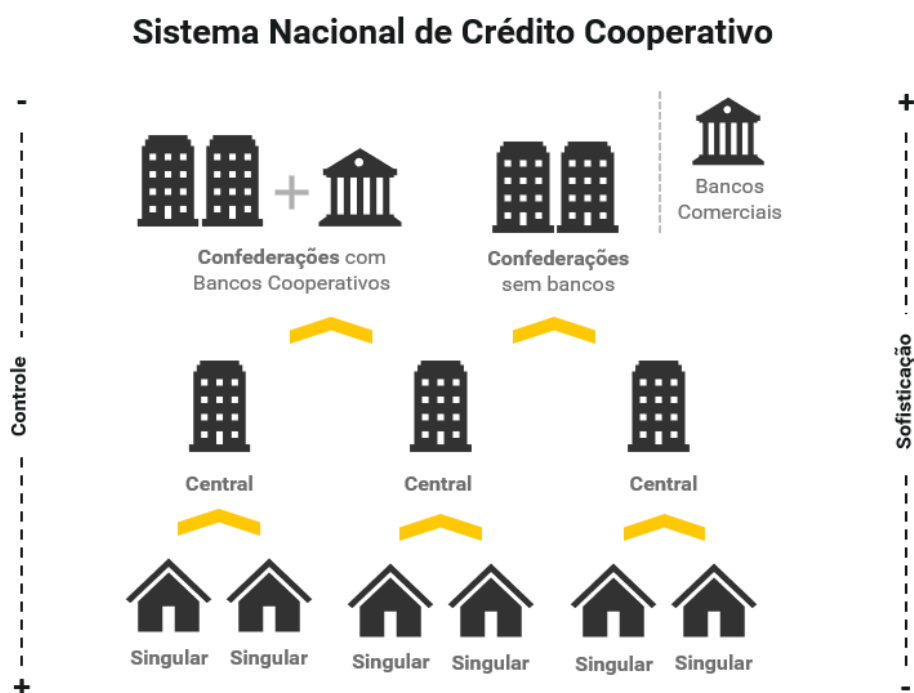 Sistema Nacional de Crédito Cooperativo
-
+
+
Bancos
Comerciais
Confederações com
Bancos Cooperativos
Confederações
sem bancos
Controle
Sofisticação
Central
Central
Central
Singular
Singular
Singular
Singular
Singular
Singular
+
-